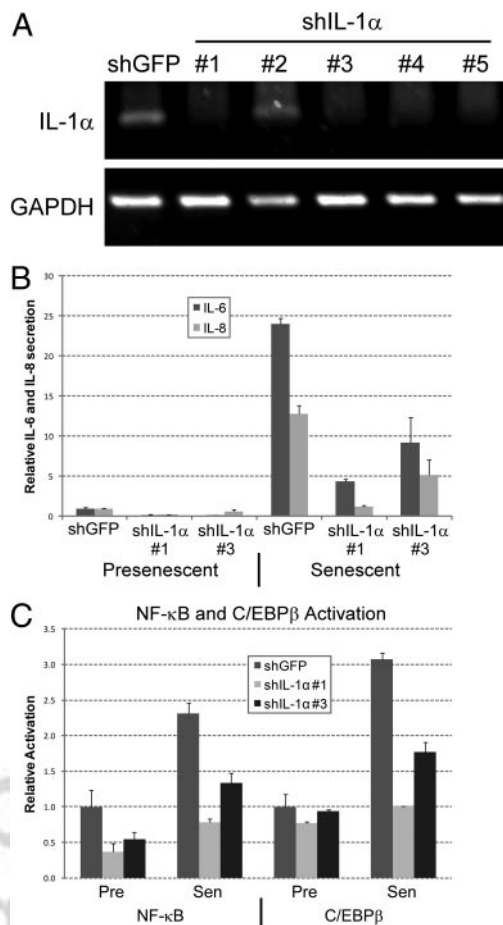 A
shIL-1α
shGFP #1 #2 #3 #4 #5
IL-1α
GAPDH
B
Relative IL-6 and IL-8 secretion
30
25
20
15
10
5
0
IL-6
IL-8
shGFP shIL-1α #1 shIL-1α #3 shGFP shIL-1α #1 shIL-1α #3
Presenescent Senescent
C
NF-κB and C/EBPβ Activation
Relative Activation
3.5
3.0
2.5
2.0
1.5
1.0
0.5
0.0
shGFP
shIL-1α#1
shIL-1α#3
Pre Sen Pre Sen
NF-κB C/EBPβ